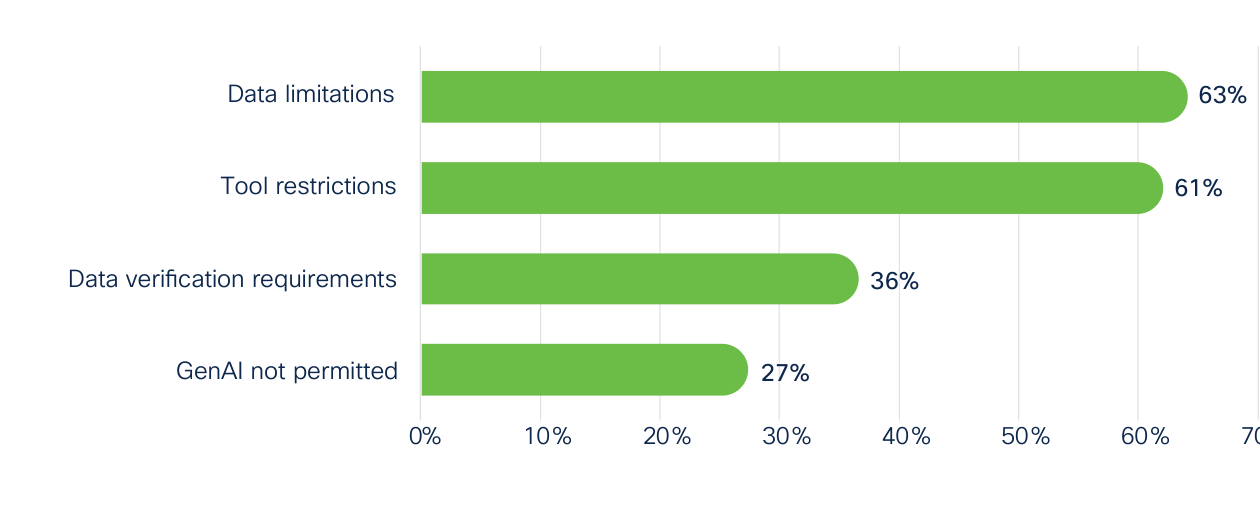 Data limitations 63%
Tool restrictions 61%
Data verification requirements 36%
GenAI not permitted 27%
0% 10% 20% 30% 40% 50% 60% 70